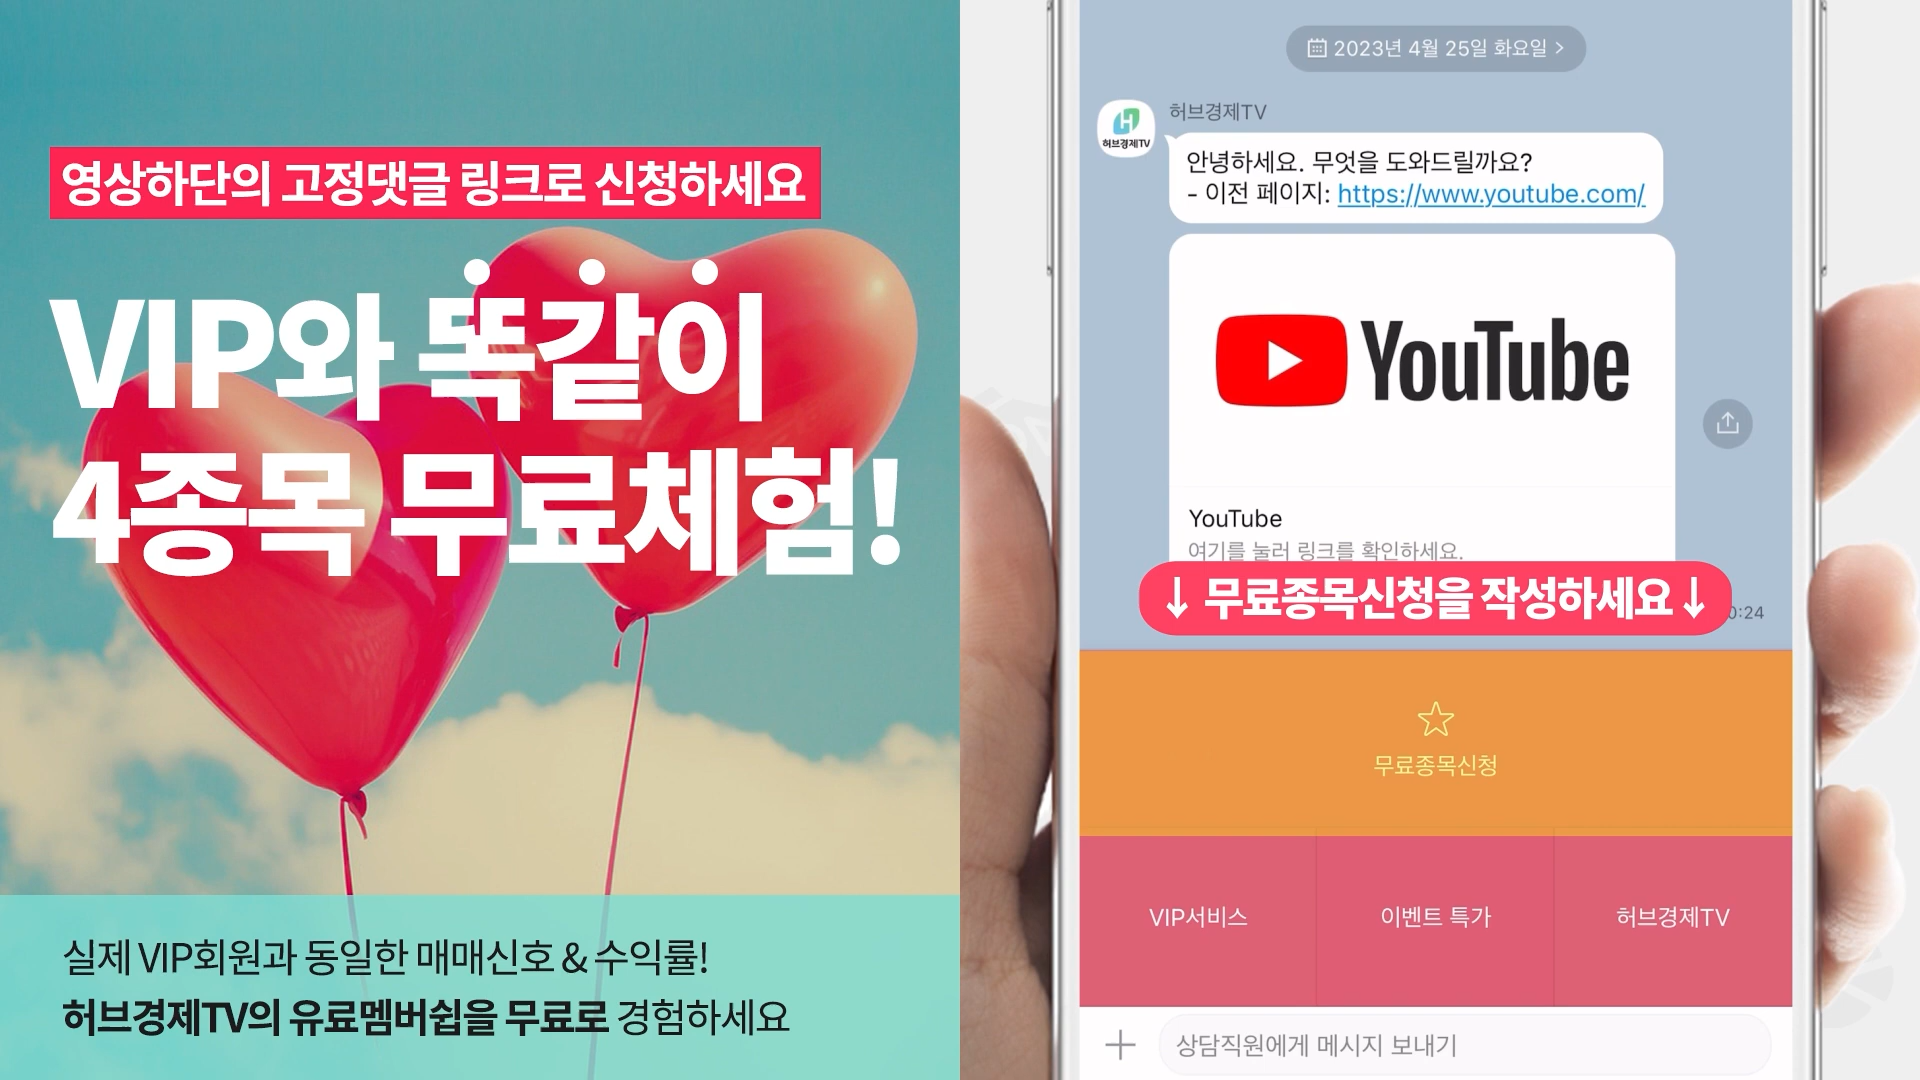 영상하단의 고정댓글 링크로 신청하세요
VIP와 똑같이
4종목 무료체험!
실제 VIP회원과 동일한 매매신호 & 수익률!
허브경제TV의 유료멤버쉽을 무료로 경험하세요
2023년 4월 25일 화요일 >
허브경제TV
허브경제TV
안녕하세요. 무엇을 도와드릴까요?
- 이전 페이지: https://www.youtube.com/
YouTube
YouTube
여기를 눌러 링크를 확인하세요.
↓ 무료종목신청을 작성하세요 ↓
0:24
무료종목신청
VIP서비스
이벤트 특가
허브경제TV
상담직원에게 메시지 보내기